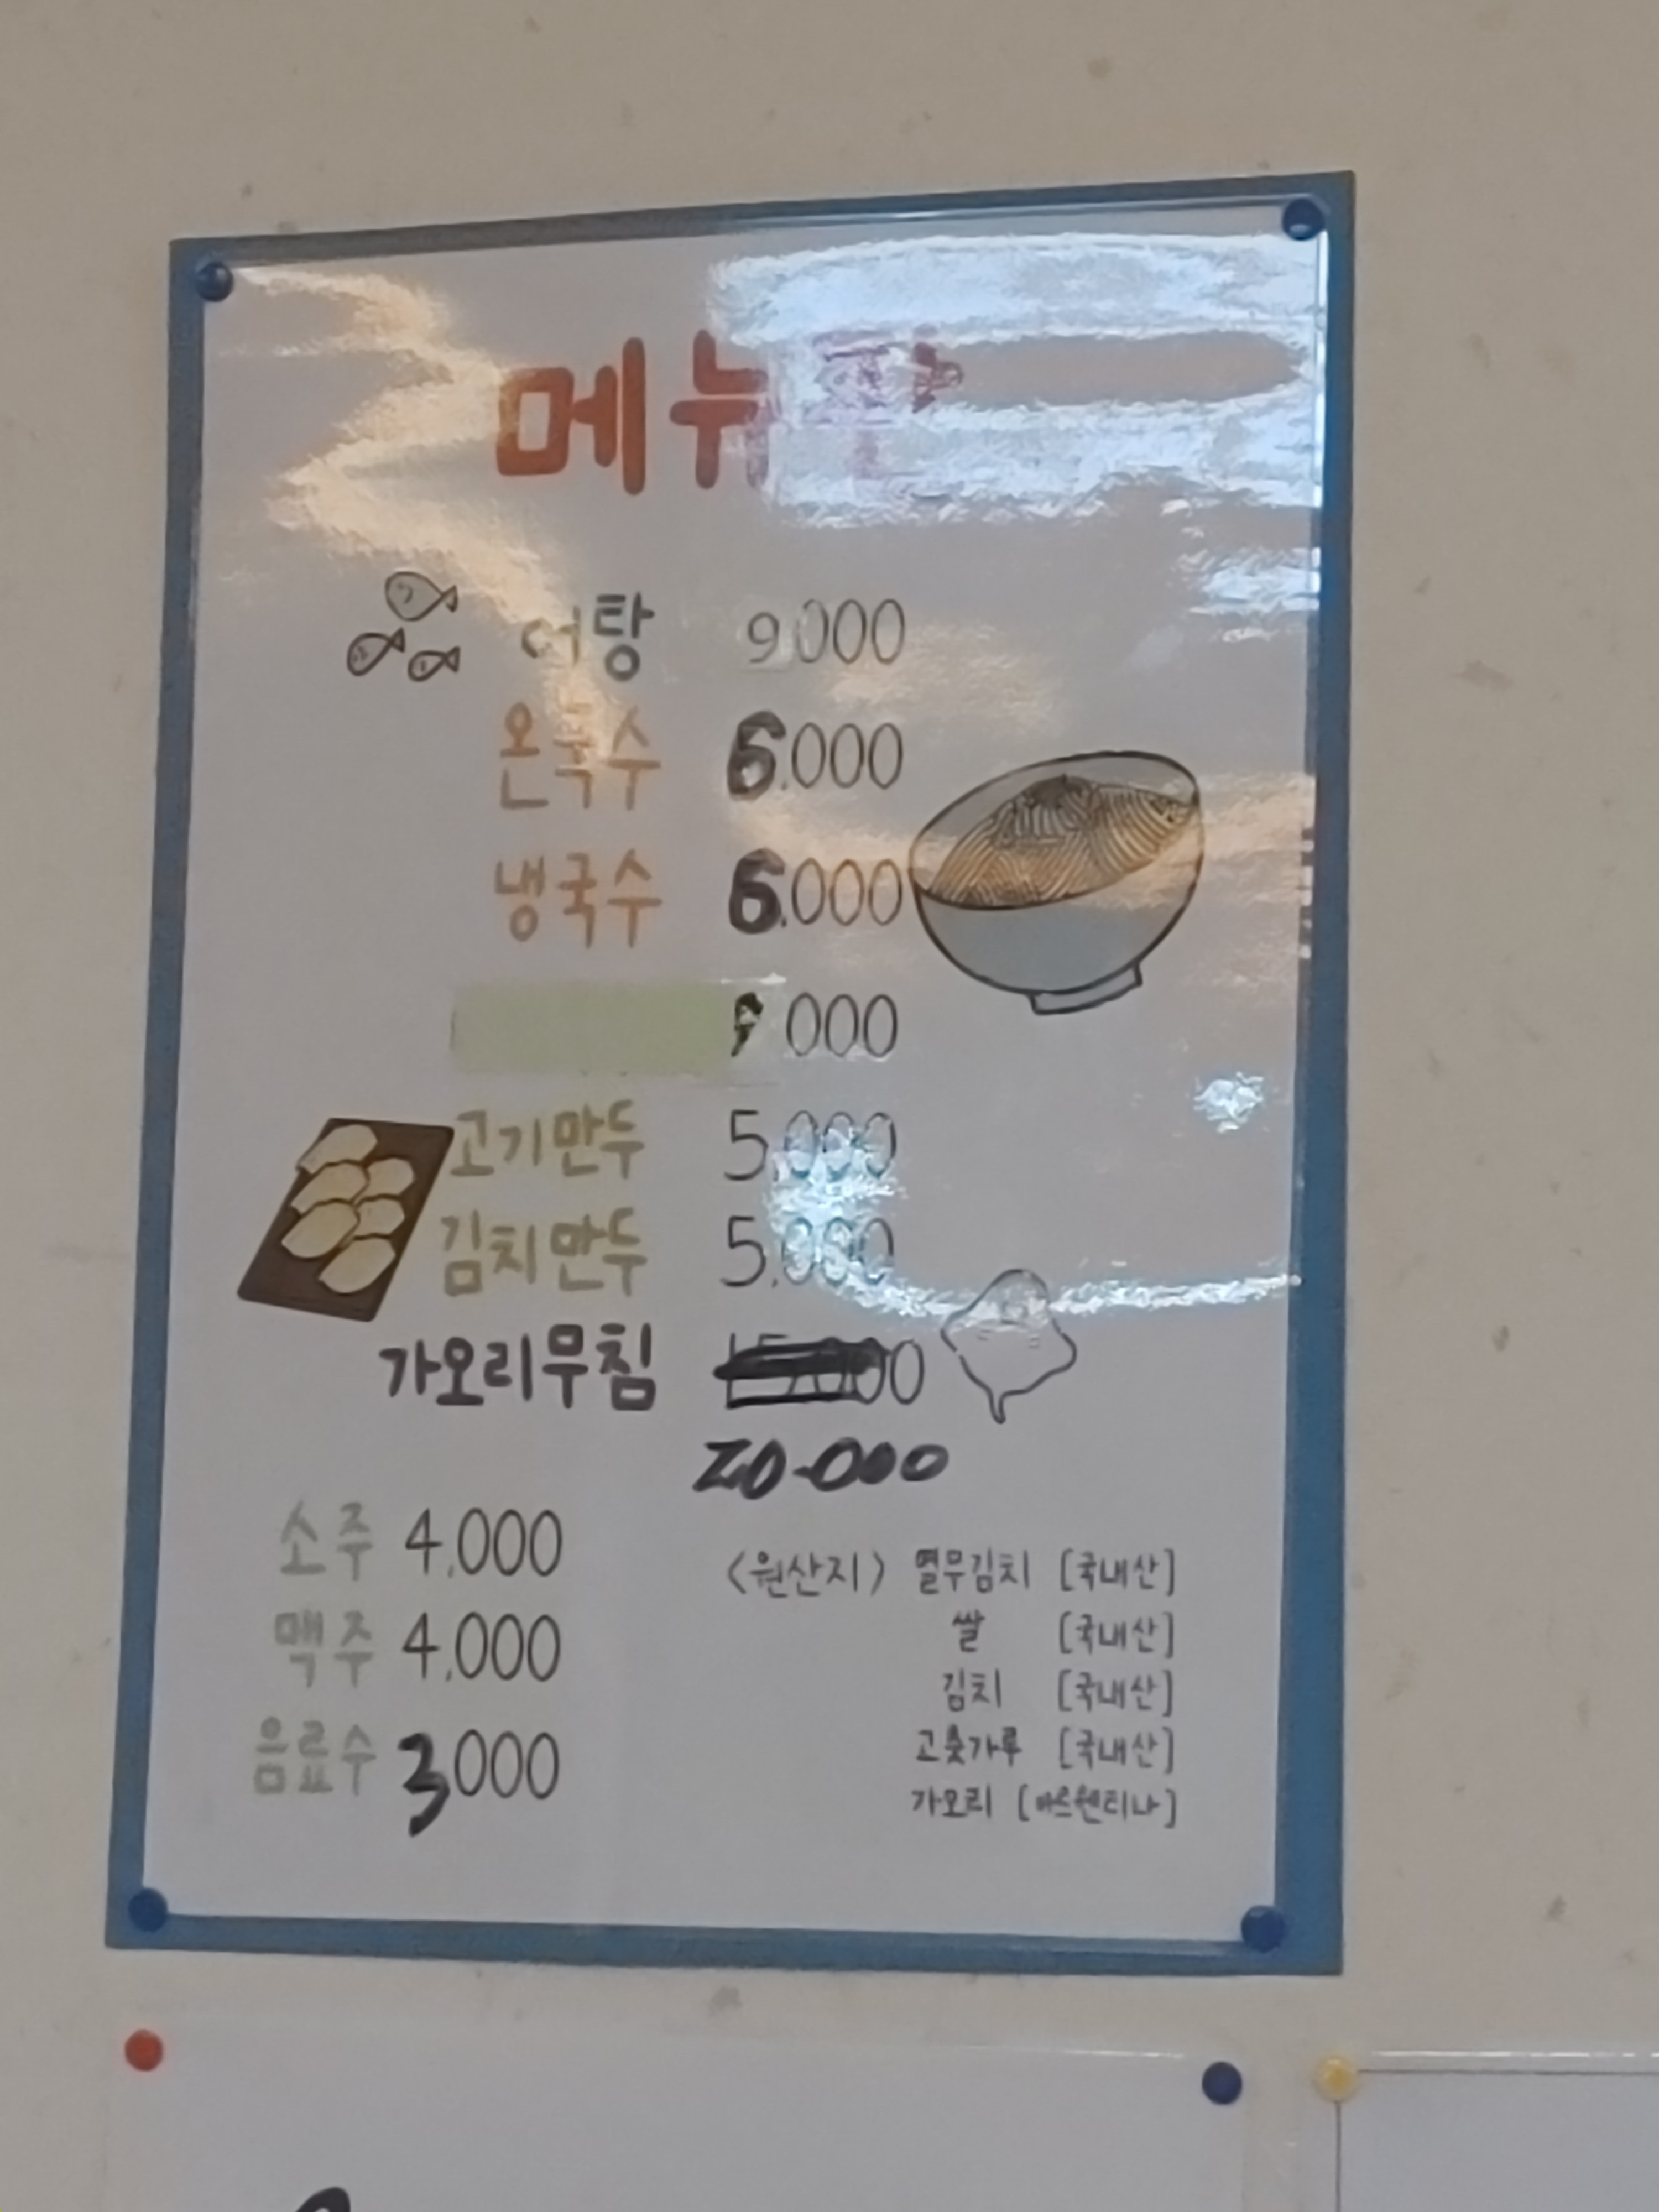 메뉴판
어탕 9,000
온국수 6,000
냉국수 6,000
000
고기만두 5,000
김치만두 5,000
가오리무침 15,000
20.000
소주 4,000
맥주 4,000
음료수 3,000
<원산지> 열무김치 [국내산]
쌀 [국내산]
김치 [국내산]
고춧가루 [국내산]
가오리 [아르헨티나]